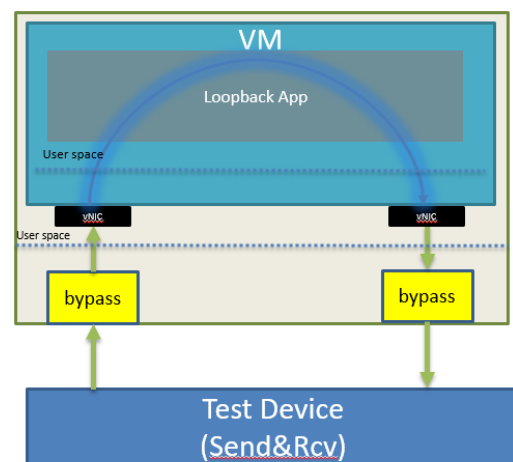 VM
Loopback App
User space
vNIC
vNIC
User space
bypass
bypass
Test Device
(Send&Rcv)